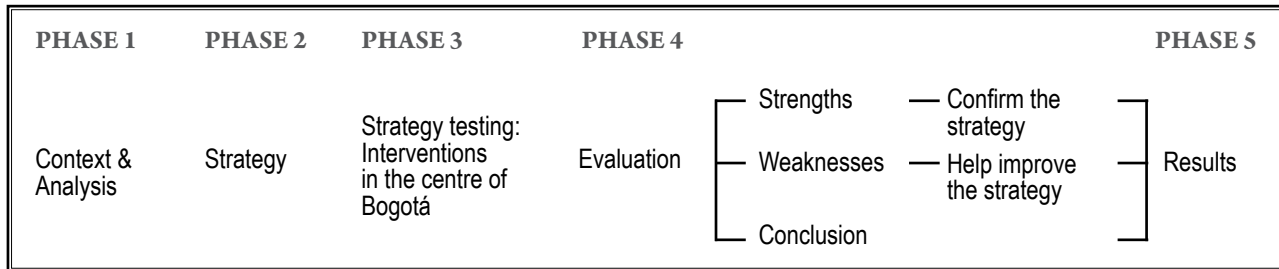 PHASE 1 PHASE 2 PHASE 3 PHASE 4 PHASE 5
Context &
Analysis
Strategy
Strategy testing:
Interventions
in the centre of
Bogotá
Evaluation
Strengths
Confirm the
strategy
Weaknesses
Help improve
the strategy
Conclusion
Results